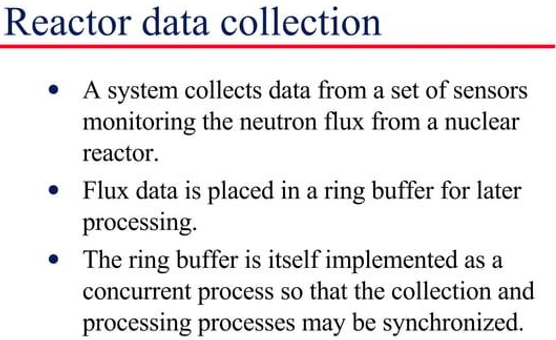 Reactor data collection
• A system collects data from a set of sensors
monitoring the neutron flux from a nuclear
reactor.
• Flux data is placed in a ring buffer for later
processing.
• The ring buffer is itself implemented as a
concurrent process so that the collection and
processing processes may be synchronized.